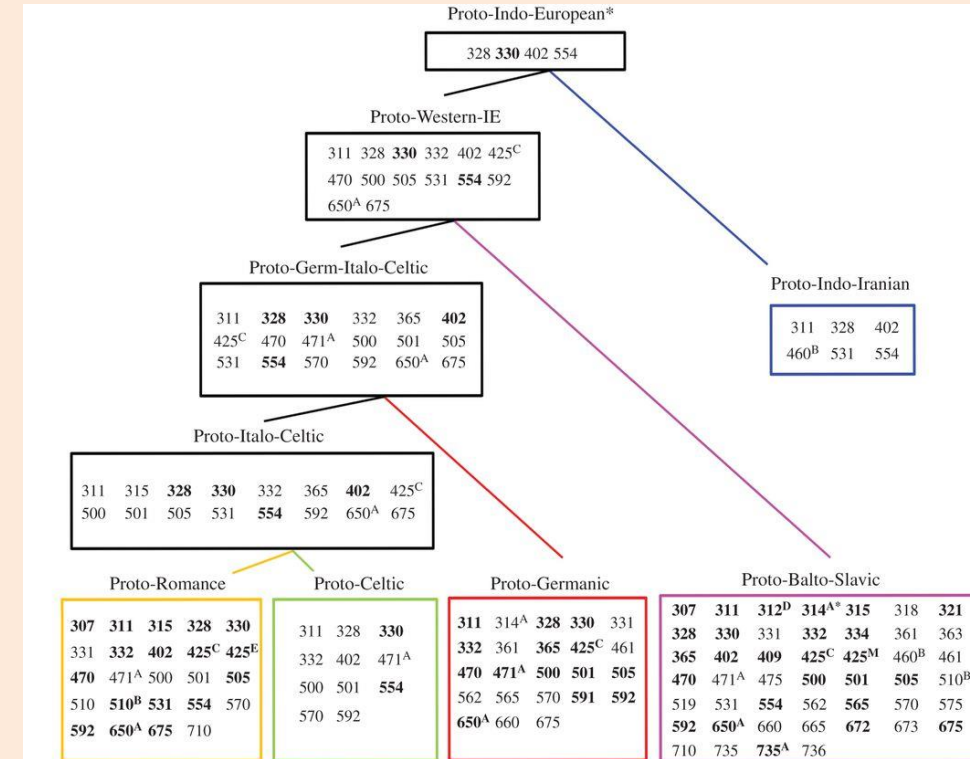 Proto-Indo-European*
328 330 402 554
Proto-Western-IE
311 328 330 332 402 425C
470 500 505 531 554 592
650A 675
Proto-Germ-Italo-Celtic
311 328 330 332 365 402
425C 470 471A 500 501 505
531 554 570 592 650A 675
Proto-Indo-Iranian
311 328 402
460B 531 554
Proto-Italo-Celtic
311 315 328 330 332 365 402 425C
500 501 505 531 554 592 650A 675
Proto-Romance
307 311 315 328 330
331 332 402 425C 425E
470 471A 500 501 505
510 510B 531 554 570
592 650A 675 710
Proto-Celtic
311 328 330
332 402 471A
500 501 554
570 592
Proto-Germanic
311 314A 328 330 331
332 361 365 425C 461
470 471A 500 501 505
562 565 570 591 592
650A 660 675
Proto-Balto-Slavic
307 311 312D 314A* 315 318 321
328 330 331 332 334 361 363
365 402 409 425C 425M 460B 461
470 471A 475 500 501 505 510B
519 531 554 562 565 570 575
592 650A 660 665 672 673 675
710 735 735A 736